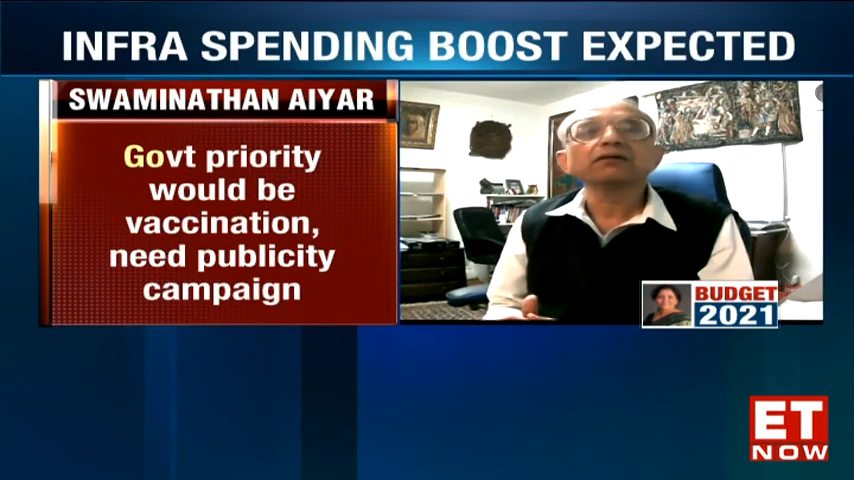 INFRA SPENDING BOOST EXPECTED
SWAMINATHAN AIYAR
Govt priority
would be
vaccination,
need publicity
campaign
BUDGET
2021
ET
NOW